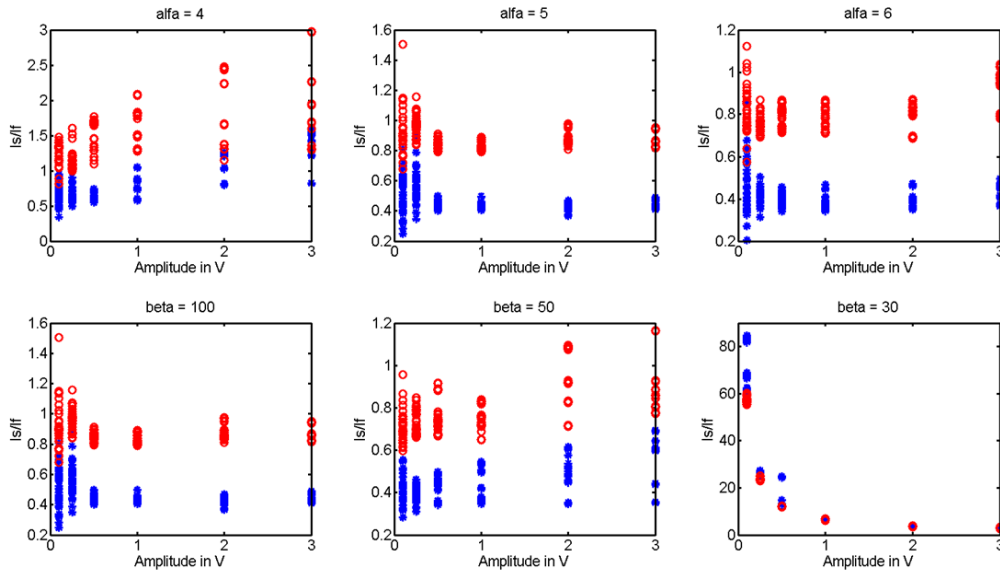 alfa = 4
3
2.5
2
1.5
1
0.5
0
Is/If
0 1 2 3
Amplitude in V
alfa = 5
1.6
1.4
1.2
1
0.8
0.6
0.4
0.2
Is/If
0 1 2 3
Amplitude in V
alfa = 6
1.2
1
0.8
0.6
0.4
0.2
Is/If
0 1 2 3
Amplitude in V
beta = 100
1.6
1.4
1.2
1
0.8
0.6
0.4
0.2
Is/If
0 1 2 3
Amplitude in V
beta = 50
1.2
1
0.8
0.6
0.4
0.2
Is/If
0 1 2 3
Amplitude in V
beta = 30
80
60
40
20
0
Is/If
0 1 2 3
Amplitude in V